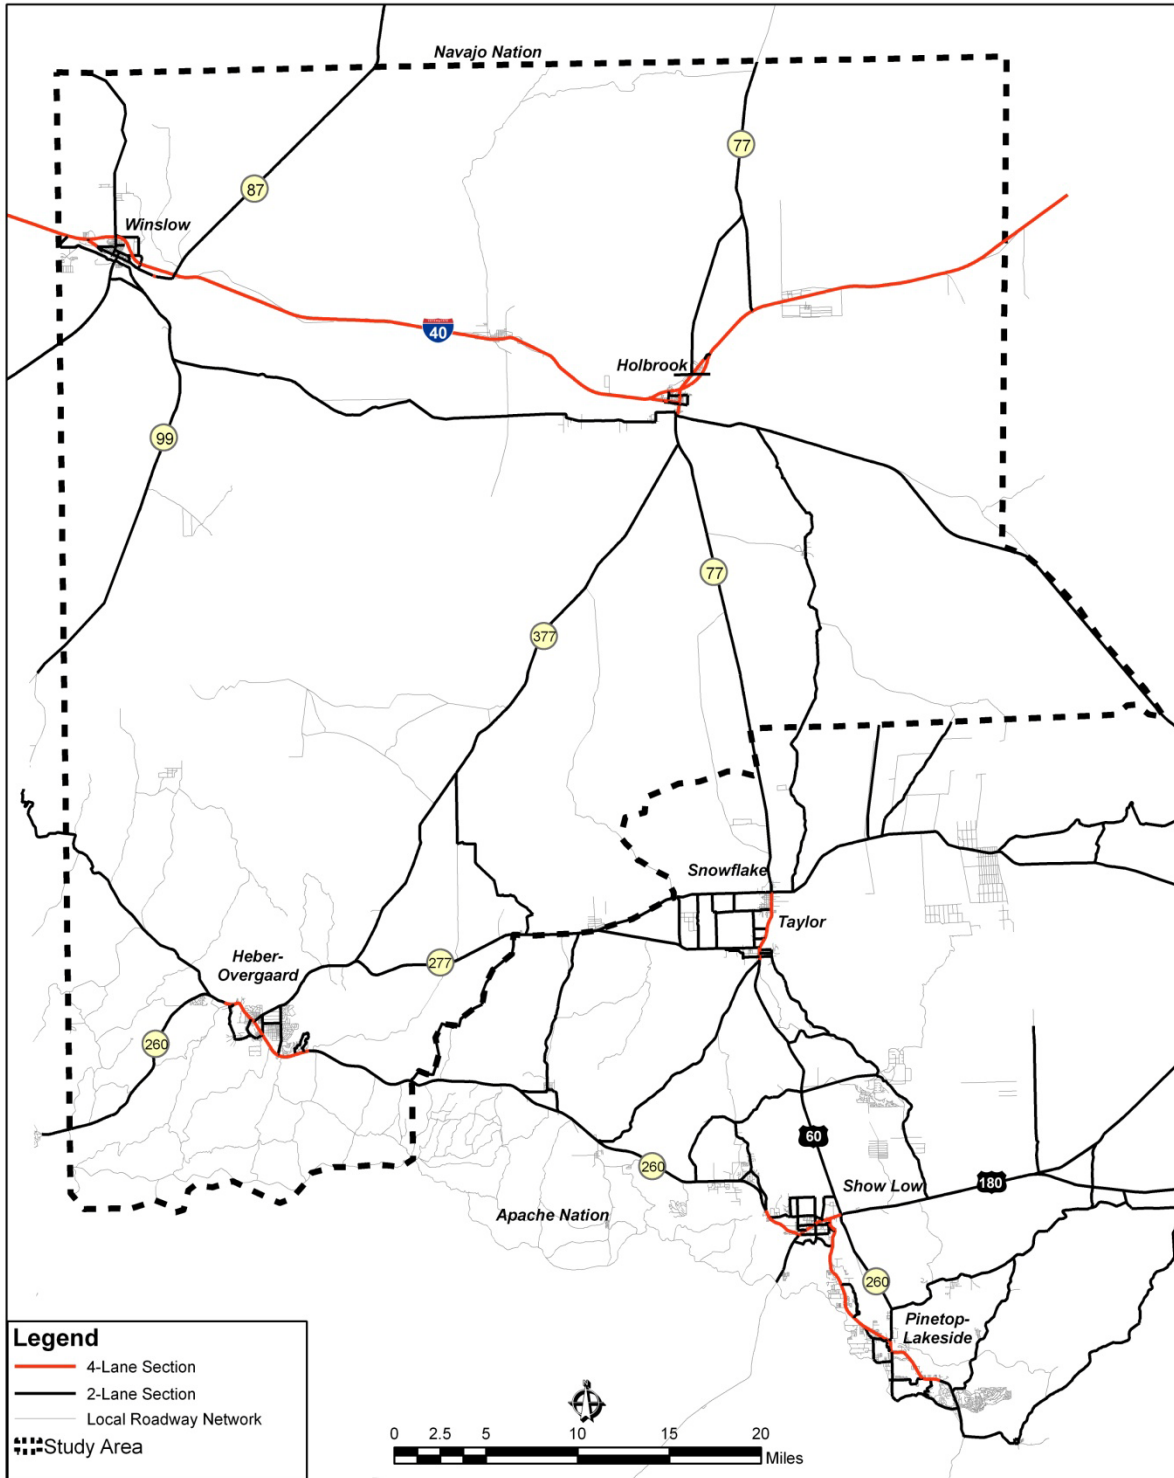 Navajo Nation
77
87
Winslow
40
Holbrook
99
77
377
Snowflake
Taylor
Heber-
Overgaard
277
260
60
260
Show Low
180
Apache Nation
260
Pinetop-
Lakeside
Legend
4-Lane Section
2-Lane Section
Local Roadway Network
Study Area
0 2.5 5 10 15 20
Miles